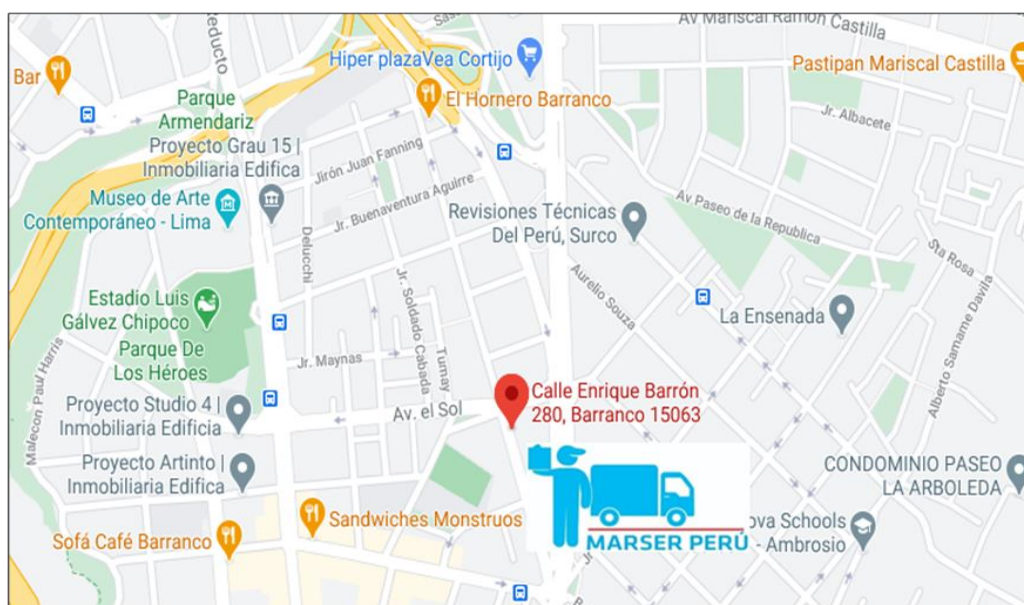 Av Mariscal Ramón Castilla
Hiper plazaVea Cortijo
Pastipan Mariscal Castilla
Bar
Reducto
Parque
Armendariz
El Hornero Barranco
Jr. Albacete
Proyecto Grau 15 |
Inmobiliaria Edifica
Jirón Juan Fanning
Museo de Arte
Contemporáneo - Lima
Jr. Buenaventura Aguirre
Revisiones Técnicas
Del Perú, Surco
Av Paseo de la Republica
Sta Rosa
Delucchi
Jr. Soldado Cabada
Aurelio Souza
Estadio Luis
Gálvez Chipoco
La Ensenada
Alberto Samame Davila
Tumay
Parque De
Los Héroes
Jr. Maynas
Malecon Paul Harris
Calle Enrique Barrón
280, Barranco 15063
Proyecto Studio 4 |
Inmobiliaria Edificia
Av. el Sol
Proyecto Artinto |
Inmobiliaria Edifica
CONDOMINIO PASEO
LA ARBOLEDA
Sandwiches Monstruos
Sofá Café Barranco
MARSER PERÚ
Schools
- Ambrosio
Jr